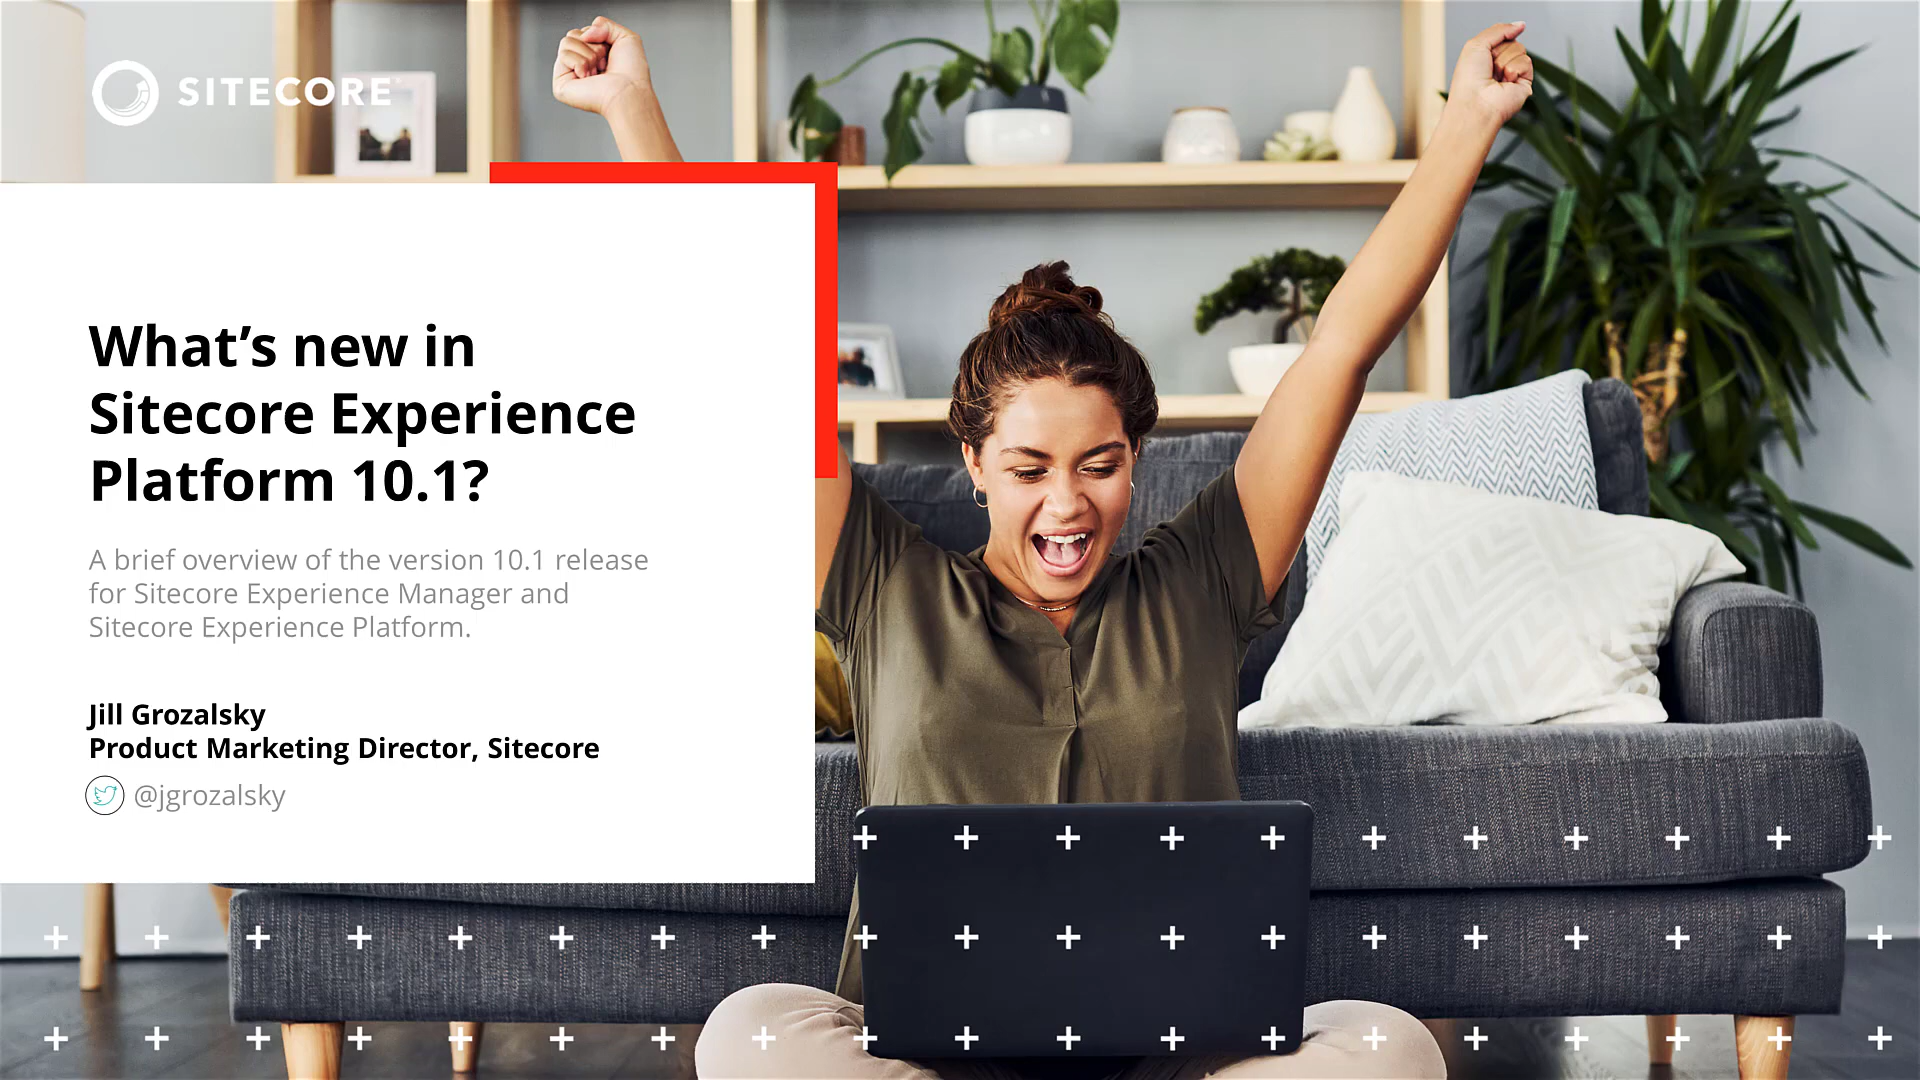 SITECORE
What’s new in
Sitecore Experience
Platform 10.1?
A brief overview of the version 10.1 release
for Sitecore Experience Manager and
Sitecore Experience Platform.
Jill Grozalsky
Product Marketing Director, Sitecore
@jgrozalsky